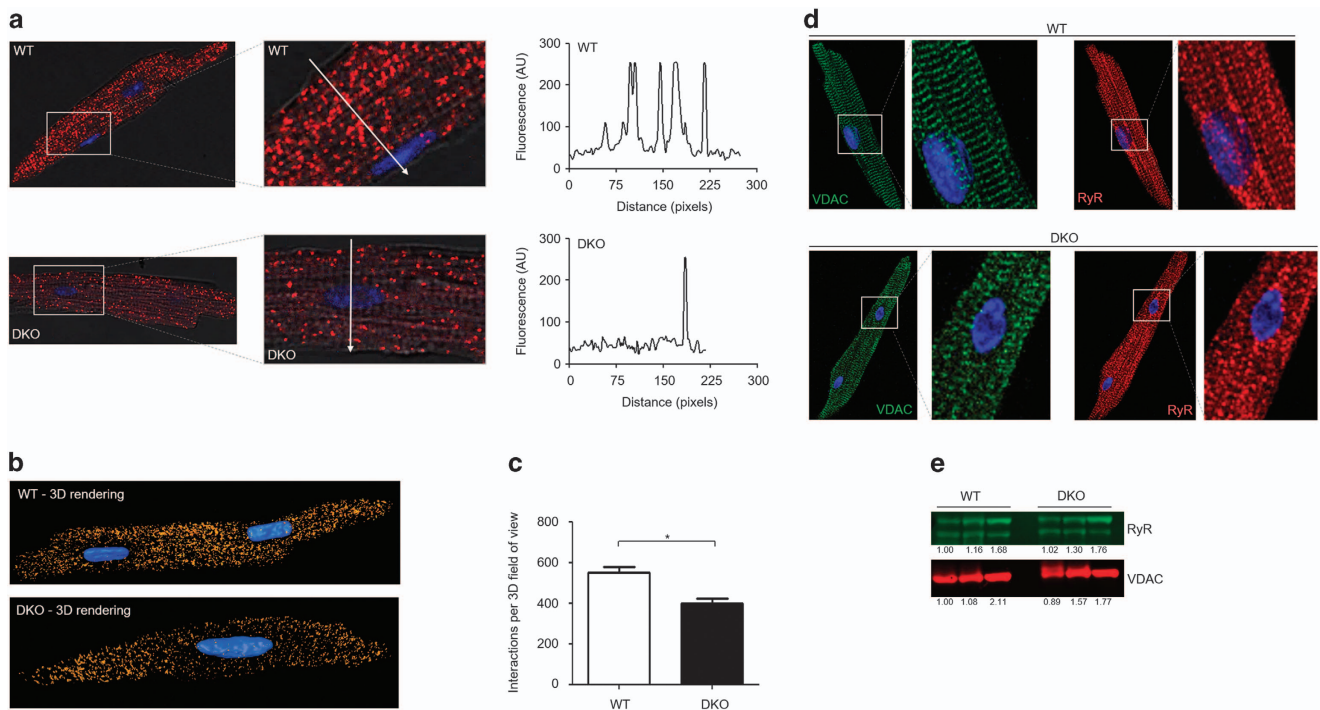 a
WT
WT
Fluorescence (AU)
300
200
100
0
WT
0 75 150 225 300
Distance (pixels)
DKO
DKO
Fluorescence (AU)
300
200
100
0
DKO
0 75 150 225 300
Distance (pixels)
b
WT - 3D rendering
DKO - 3D rendering
c
Interactions per 3D field of view
800
600
400
200
0
*
WT DKO
d
WT
VDAC
RyR
DKO
VDAC
RyR
e
WT DKO
RyR
1.00 1.16 1.68 1.02 1.30 1.76
VDAC
1.00 1.08 2.11 0.89 1.57 1.77